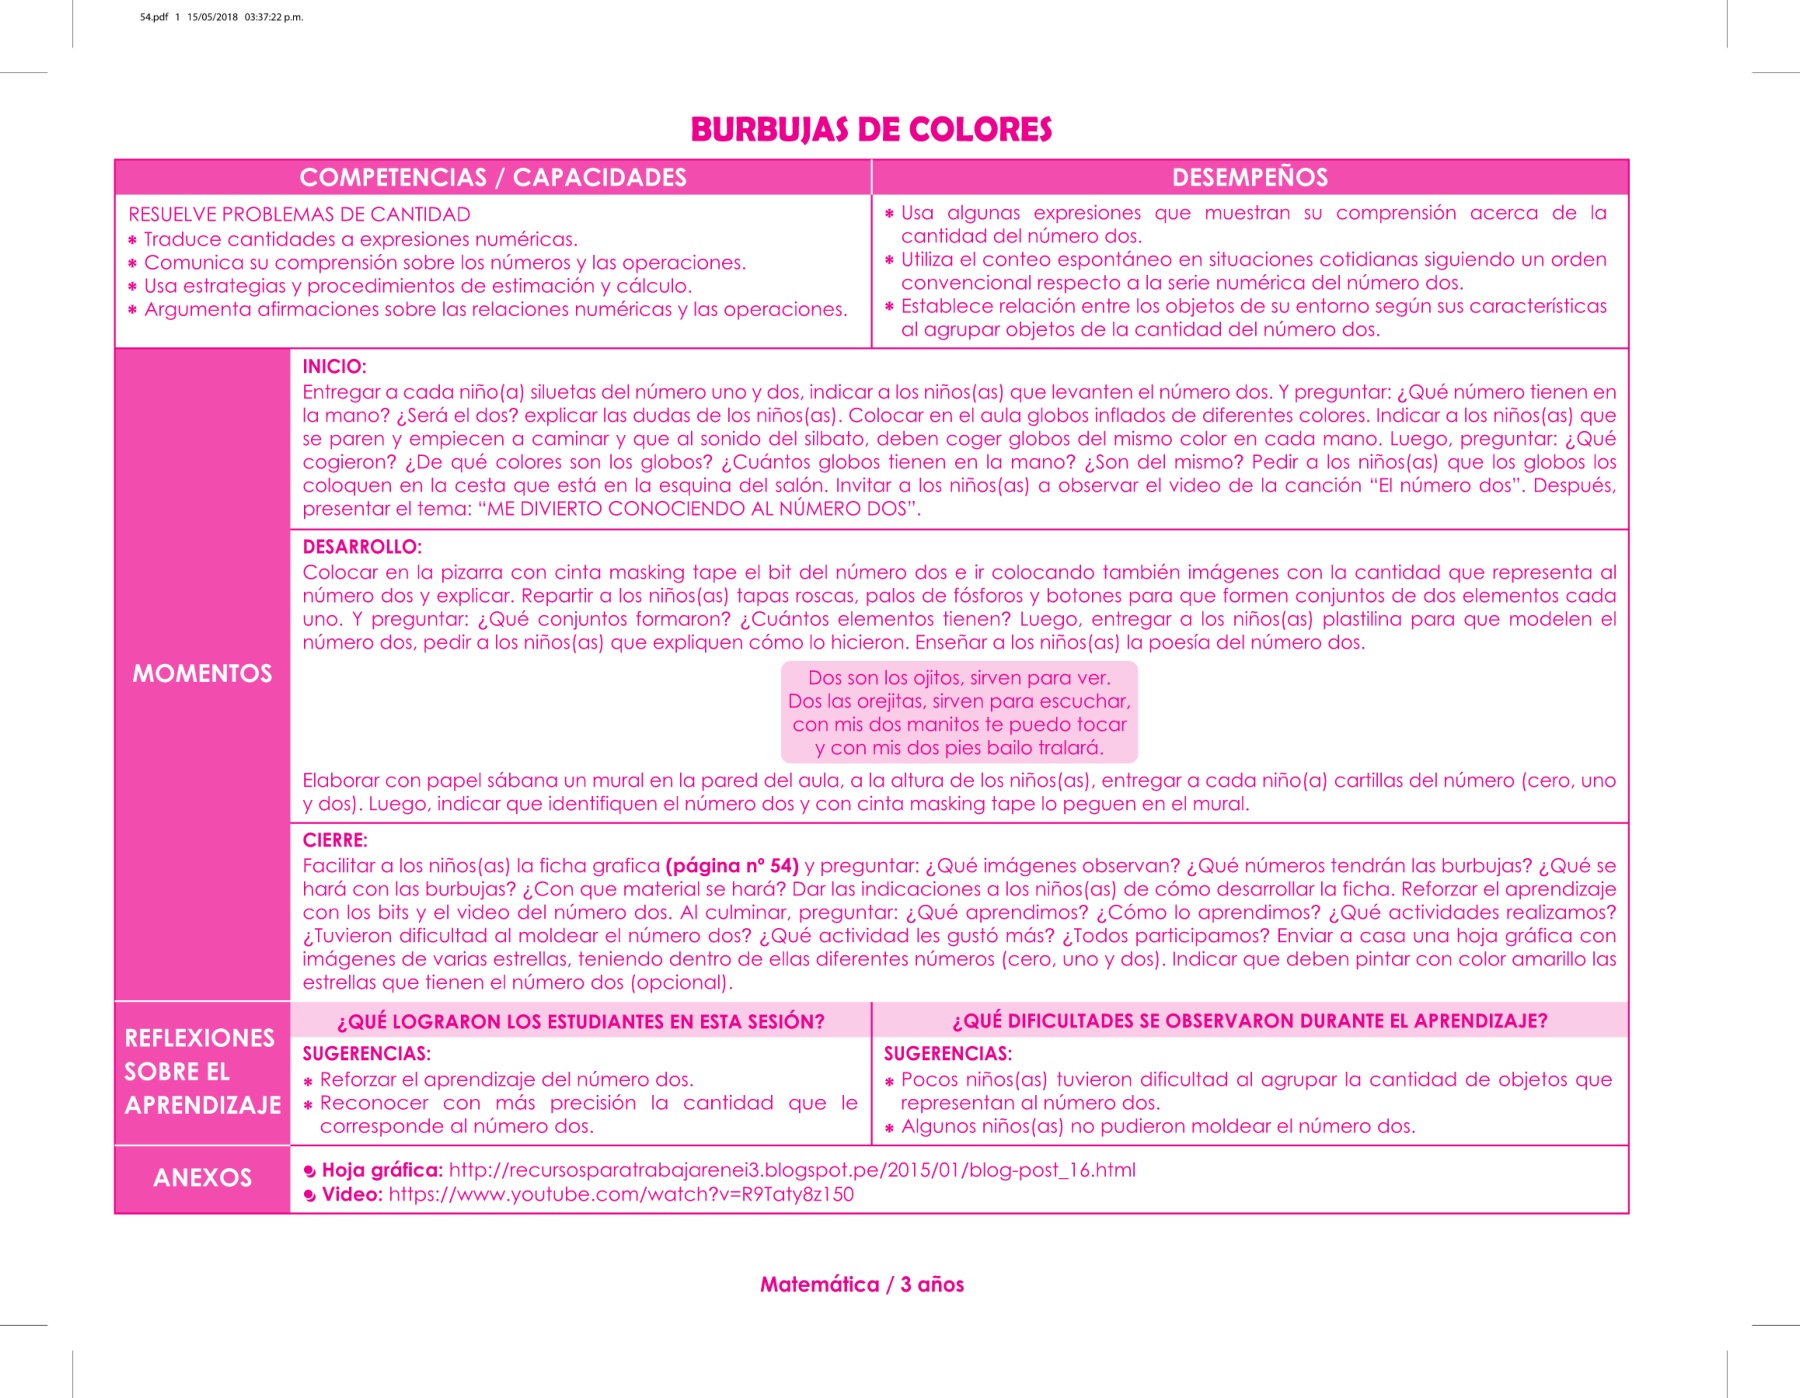 54.pdf 1 15/05/2018 03:37:22 p.m.
BURBUJAS DE COLORES
COMPETENCIAS / CAPACIDADES
DESEMPEÑOS
RESUELVE PROBLEMAS DE CANTIDAD
* Traduce cantidades a expresiones numéricas.
* Comunica su comprensión sobre los números y las operaciones.
* Usa estrategias y procedimientos de estimación y cálculo.
* Argumenta afirmaciones sobre las relaciones numéricas y las operaciones.
* Usa algunas expresiones que muestran su comprensión acerca de la
cantidad del número dos.
* Utiliza el conteo espontáneo en situaciones cotidianas siguiendo un orden
convencional respecto a la serie numérica del número dos.
* Establece relación entre los objetos de su entorno según sus características
al agrupar objetos de la cantidad del número dos.
MOMENTOS
INICIO:
Entregar a cada niño(a) siluetas del número uno y dos, indicar a los niños(as) que levanten el número dos. Y preguntar: ¿Qué número tienen en
la mano? ¿Será el dos? explicar las dudas de los niños(as). Colocar en el aula globos inflados de diferentes colores. Indicar a los niños(as) que
se paren y empiecen a caminar y que al sonido del silbato, deben coger globos del mismo color en cada mano. Luego, preguntar: ¿Qué
cogieron? ¿De qué colores son los globos? ¿Cuántos globos tienen en la mano? ¿Son del mismo? Pedir a los niños(as) que los globos los
coloquen en la cesta que está en la esquina del salón. Invitar a los niños(as) a observar el video de la canción “El número dos”. Después,
presentar el tema: “ME DIVIERTO CONOCIENDO AL NÚMERO DOS”.
DESARROLLO:
Colocar en la pizarra con cinta masking tape el bit del número dos e ir colocando también imágenes con la cantidad que representa al
número dos y explicar. Repartir a los niños(as) tapas roscas, palos de fósforos y botones para que formen conjuntos de dos elementos cada
uno. Y preguntar: ¿Qué conjuntos formaron? ¿Cuántos elementos tienen? Luego, entregar a los niños(as) plastilina para que modelen el
número dos, pedir a los niños(as) que expliquen cómo lo hicieron. Enseñar a los niños(as) la poesía del número dos.
Dos son los ojitos, sirven para ver.
Dos las orejitas, sirven para escuchar,
con mis dos manitos te puedo tocar
y con mis dos pies bailo tralará.
Elaborar con papel sábana un mural en la pared del aula, a la altura de los niños(as), entregar a cada niño(a) cartillas del número (cero, uno
y dos). Luego, indicar que identifiquen el número dos y con cinta masking tape lo peguen en el mural.
CIERRE:
Facilitar a los niños(as) la ficha grafica (página nº 54) y preguntar: ¿Qué imágenes observan? ¿Qué números tendrán las burbujas? ¿Qué se
hará con las burbujas? ¿Con que material se hará? Dar las indicaciones a los niños(as) de cómo desarrollar la ficha. Reforzar el aprendizaje
con los bits y el video del número dos. Al culminar, preguntar: ¿Qué aprendimos? ¿Cómo lo aprendimos? ¿Qué actividades realizamos?
¿Tuvieron dificultad al moldear el número dos? ¿Qué actividad les gustó más? ¿Todos participamos? Enviar a casa una hoja gráfica con
imágenes de varias estrellas, teniendo dentro de ellas diferentes números (cero, uno y dos). Indicar que deben pintar con color amarillo las
estrellas que tienen el número dos (opcional).
REFLEXIONES
SOBRE EL
APRENDIZAJE
¿QUÉ LOGRARON LOS ESTUDIANTES EN ESTA SESIÓN?
SUGERENCIAS:
* Reforzar el aprendizaje del número dos.
* Reconocer con más precisión la cantidad que le
corresponde al número dos.
¿QUÉ DIFICULTADES SE OBSERVARON DURANTE EL APRENDIZAJE?
SUGERENCIAS:
* Pocos niños(as) tuvieron dificultad al agrupar la cantidad de objetos que
representan al número dos.
* Algunos niños(as) no pudieron moldear el número dos.
ANEXOS
Hoja gráfica: http://recursosparatrabajarenei3.blogspot.pe/2015/01/blog-post_16.html
Video: https://www.youtube.com/watch?v=R9Taty8z150
Matemática / 3 años